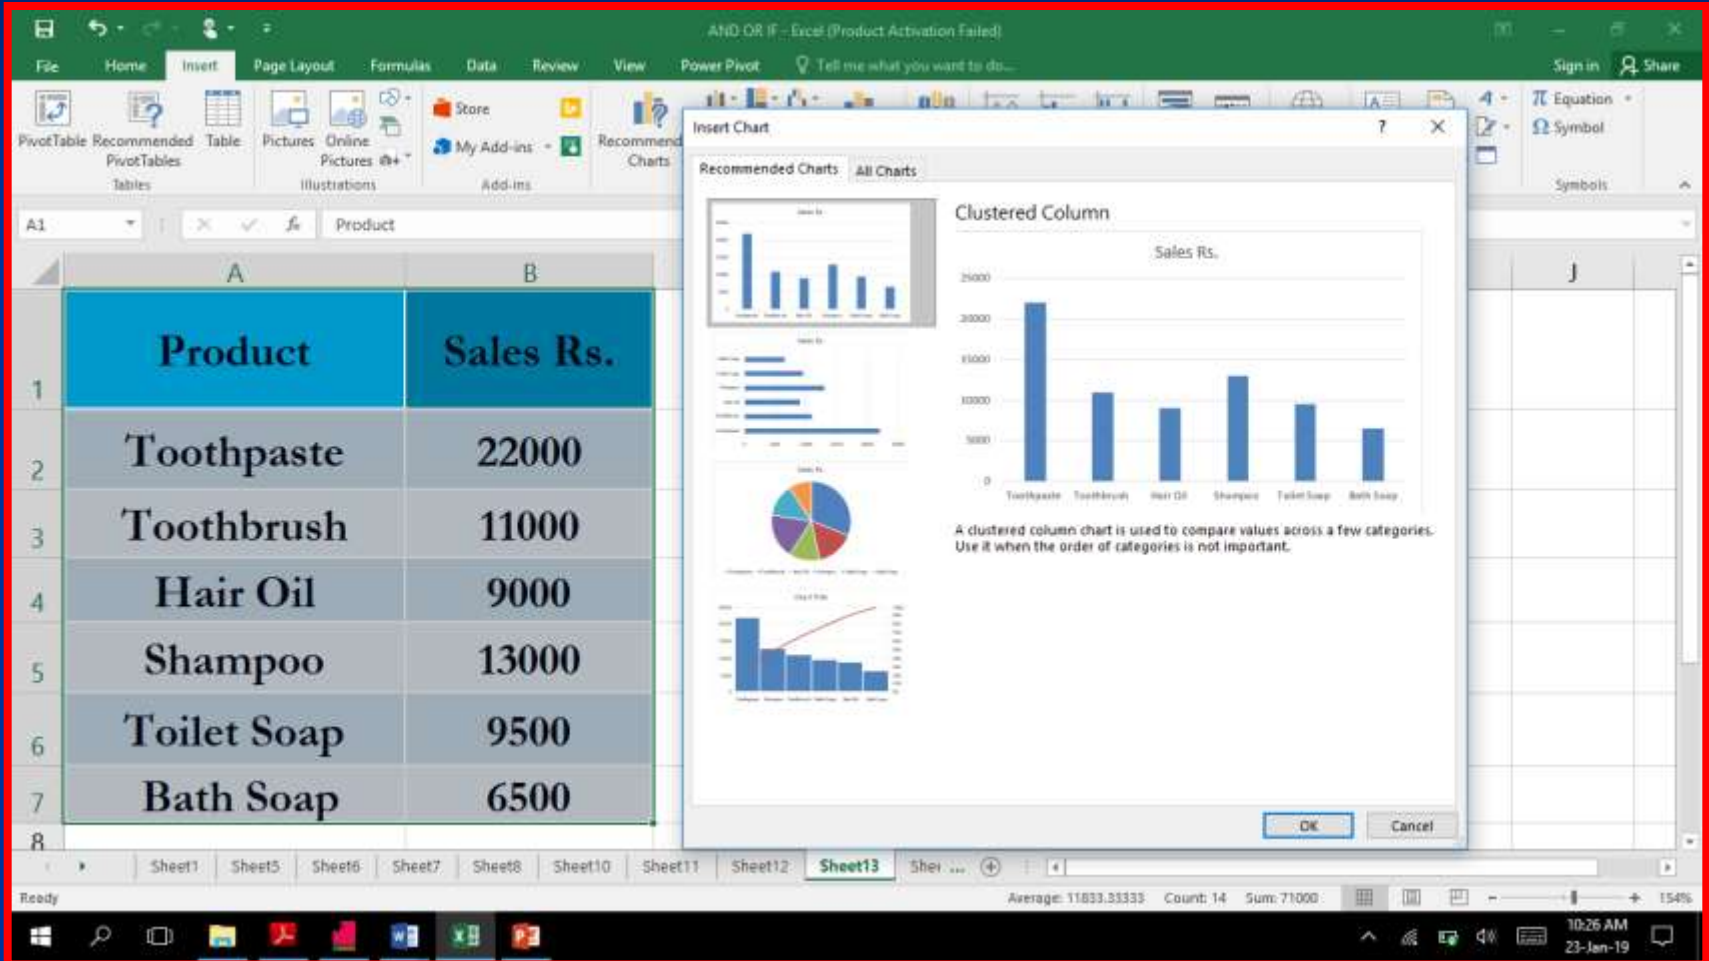 AND OR IF - Excel (Product Activation Failed)
File Home Insert Page Layout Formulas Data Review View Power Pivot Tell me what you want to do... Sign in Share
PivotTable Recommended PivotTables Table
Tables
Pictures Online Pictures
Illustrations
Store
My Add-ins
Add-ins
Charts
π Equation
Ω Symbol
Symbols
A1 fx Product
A B J
1 Product Sales Rs.
2 Toothpaste 22000
3 Toothbrush 11000
4 Hair Oil 9000
5 Shampoo 13000
6 Toilet Soap 9500
7 Bath Soap 6500
8
Insert Chart ?
Recommended Charts All Charts
Clustered Column
Sales Rs.
25000
20000
15000
10000
5000
0
Toothpaste Toothbrush Hair Oil Shampoo Toilet Soap Bath Soap
A clustered column chart is used to compare values across a few categories.
Use it when the order of categories is not important.
OK Cancel
Sheet1 Sheet5 Sheet6 Sheet7 Sheet8 Sheet10 Sheet11 Sheet12 Sheet13 ...
Ready Average: 11833.33333 Count: 14 Sum: 71000 154%
10:26 AM
23-Jan-19